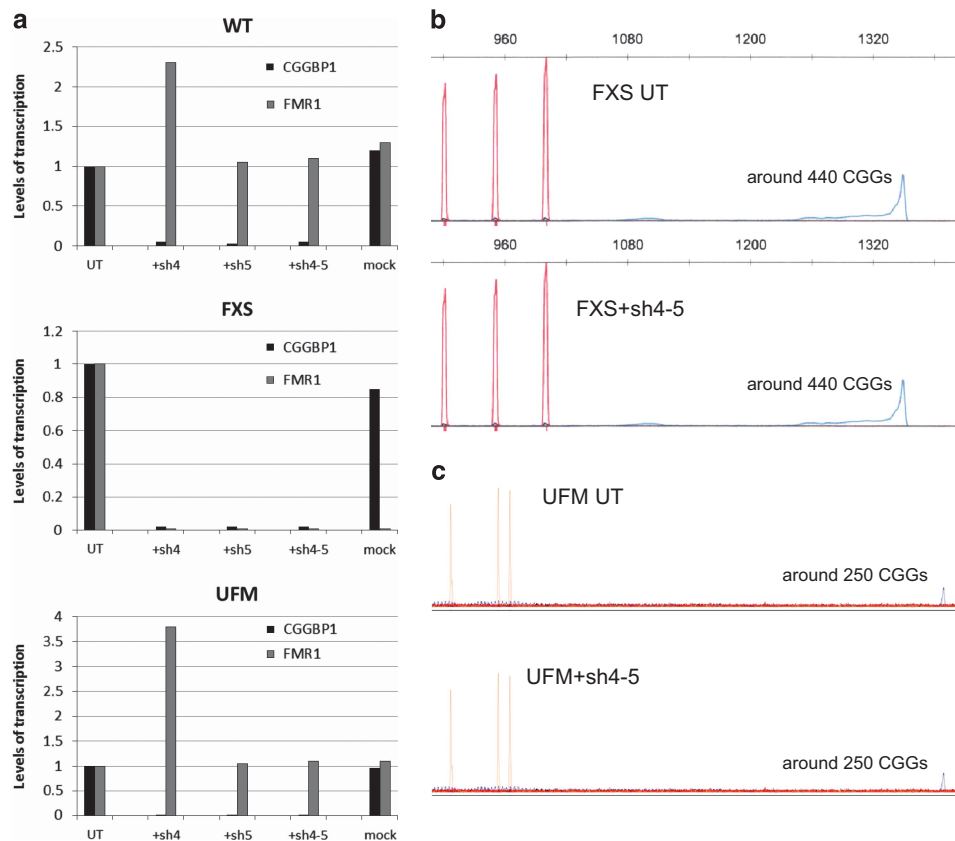 a
WT
Levels of transcription
2.5
2
1.5
1
0.5
0
CGGBP1
FMR1
UT +sh4 +sh5 +sh4-5 mock
FXS
Levels of transcription
1.2
1
0.8
0.6
0.4
0.2
0
CGGBP1
FMR1
UT +sh4 +sh5 +sh4-5 mock
UFM
Levels of transcription
4
3.5
3
2.5
2
1.5
1
0.5
0
CGGBP1
FMR1
UT +sh4 +sh5 +sh4-5 mock
b
960 1080 1200 1320
FXS UT
around 440 CGGs
960 1080 1200 1320
FXS+sh4-5
around 440 CGGs
c
UFM UT
around 250 CGGs
UFM+sh4-5
around 250 CGGs